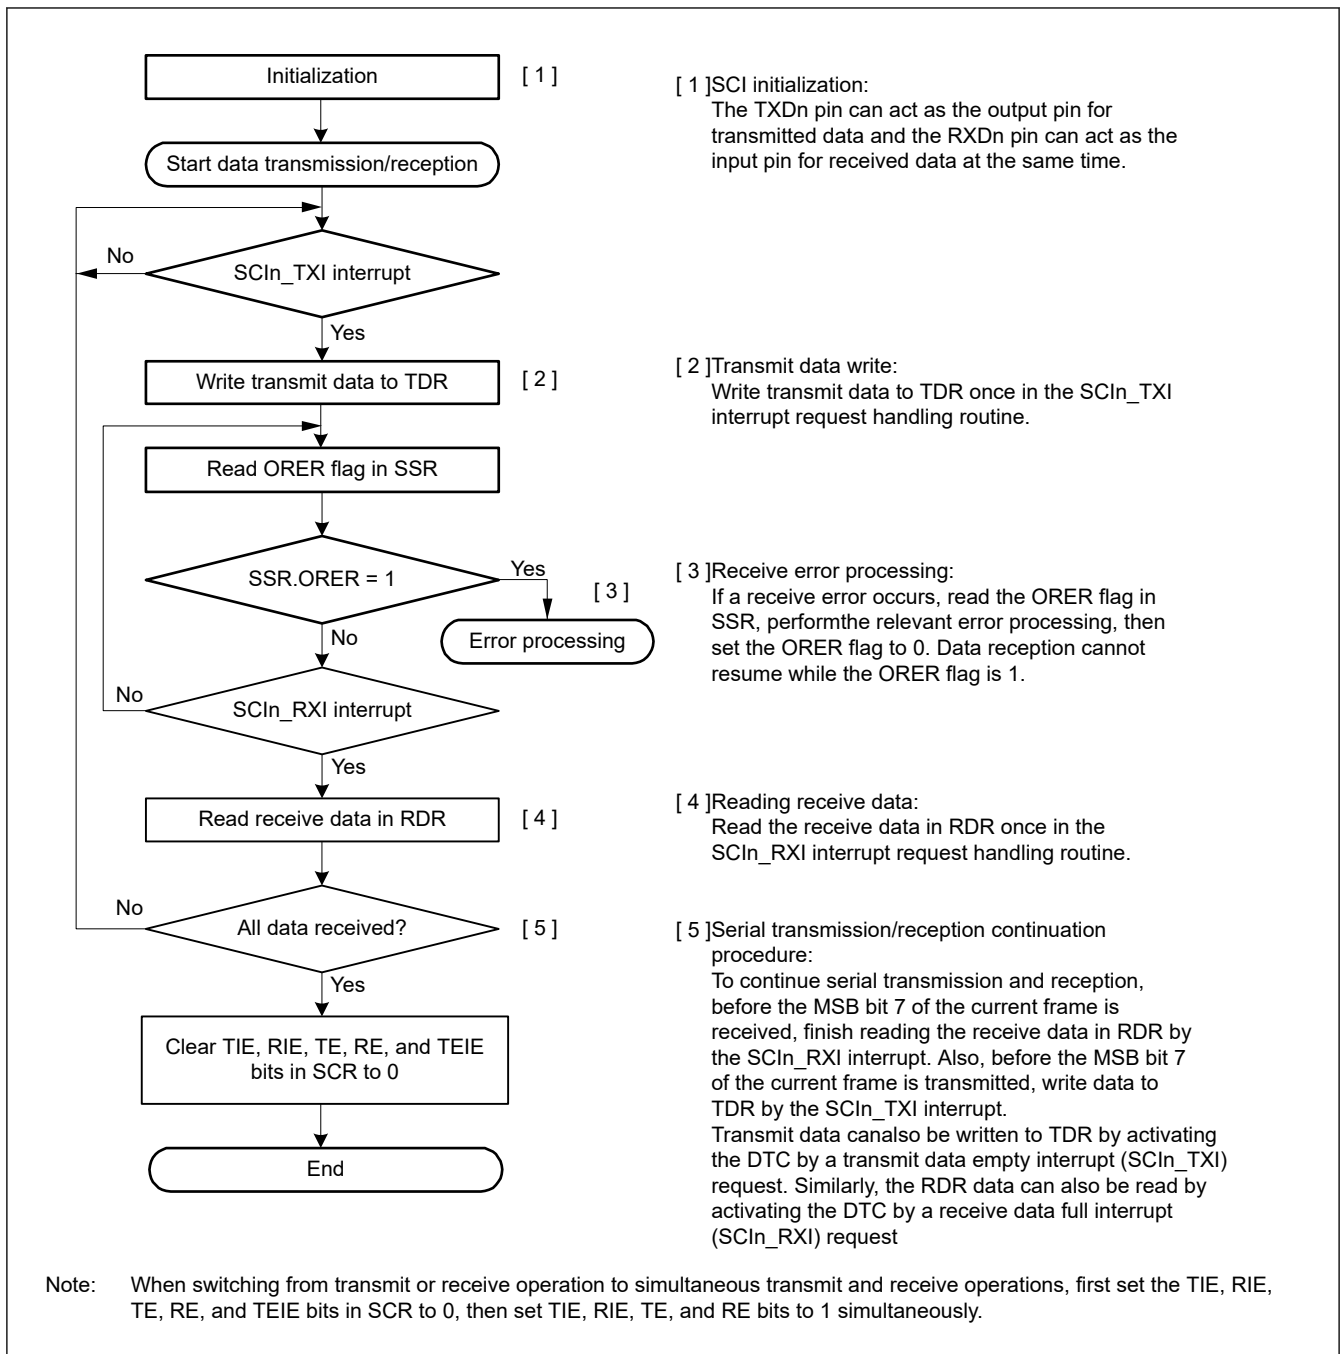 Initialization
[ 1 ]
Start data transmission/reception
No
SCIn_TXI interrupt
Yes
Write transmit data to TDR
[ 2 ]
Read ORER flag in SSR
SSR.ORER = 1
Yes
[ 3 ]
Error processing
No
No
SCIn_RXI interrupt
Yes
Read receive data in RDR
[ 4 ]
No
All data received?
[ 5 ]
Yes
Clear TIE, RIE, TE, RE, and TEIE
bits in SCR to 0
End
[ 1 ]SCI initialization:
The TXDn pin can act as the output pin for
transmitted data and the RXDn pin can act as the
input pin for received data at the same time.
[ 2 ]Transmit data write:
Write transmit data to TDR once in the SCIn_TXI
interrupt request handling routine.
[ 3 ]Receive error processing:
If a receive error occurs, read the ORER flag in
SSR, performthe relevant error processing, then
set the ORER flag to 0. Data reception cannot
resume while the ORER flag is 1.
[ 4 ]Reading receive data:
Read the receive data in RDR once in the
SCIn_RXI interrupt request handling routine.
[ 5 ]Serial transmission/reception continuation
procedure:
To continue serial transmission and reception,
before the MSB bit 7 of the current frame is
received, finish reading the receive data in RDR by
the SCIn_RXI interrupt. Also, before the MSB bit 7
of the current frame is transmitted, write data to
TDR by the SCIn_TXI interrupt.
Transmit data canalso be written to TDR by activating
the DTC by a transmit data empty interrupt (SCIn_TXI)
request. Similarly, the RDR data can also be read by
activating the DTC by a receive data full interrupt
(SCIn_RXI) request
Note: When switching from transmit or receive operation to simultaneous transmit and receive operations, first set the TIE, RIE,
TE, RE, and TEIE bits in SCR to 0, then set TIE, RIE, TE, and RE bits to 1 simultaneously.